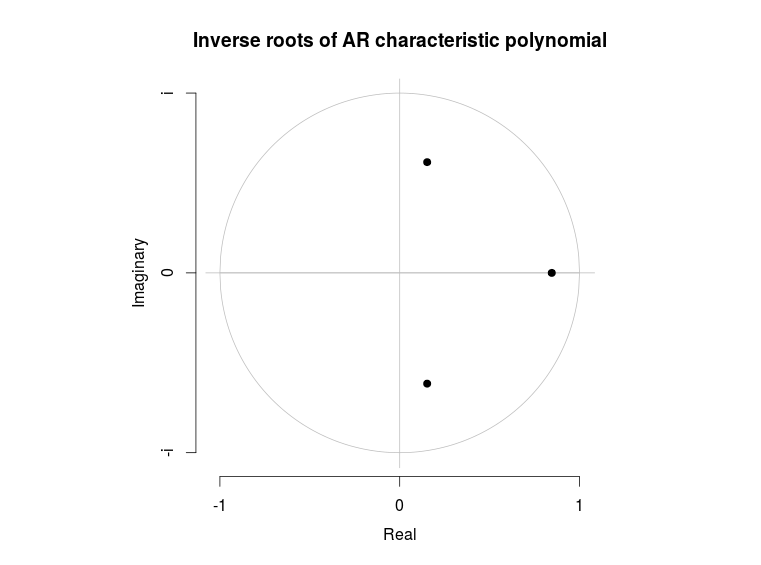 Inverse roots of AR characteristic polynomial
i
0
-i
Imaginary
-1
0
1
Real